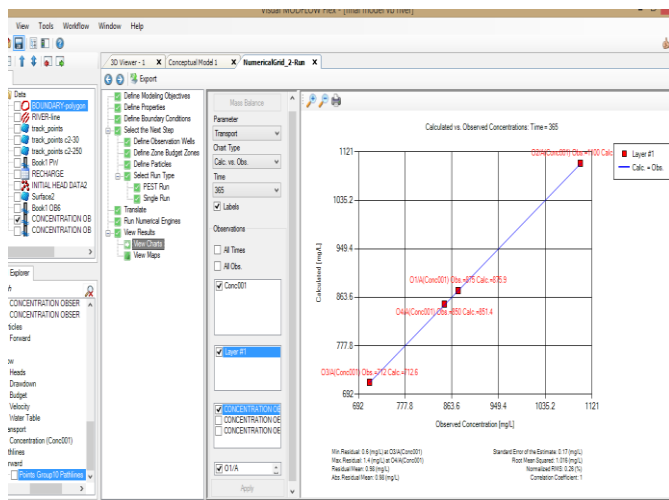 Visual MODFLOW Flex - [final model vb river]
View Tools Workflow Window Help
3D Viewer - 1 X Conceptual Model 1 X NumericalGrid_2-Run X
Export
Data
BOUNDARY-polygon
RIVER-line
track_points
track_points c2-30
track_points c2-250
Book1 PW
RECHARGE
INITIAL HEAD DATA2
Surface2
Book1 OB6
CONCENTRATION OB
CONCENTRATION OB
Explorer
CONCENTRATION OBSER
CONCENTRATION OBSER
ticles
Forward
ow
Heads
Drawdown
Budget
Velocity
Water Table
ansport
Concentration (Conc001)
thlines
rward
Points Group10 Pathlines
Define Modeling Objectives
Define Properties
Define Boundary Conditions
Select the Next Step
Define Observation Wells
Define Zone Budget Zones
Define Particles
Select Run Type
PEST Run
Single Run
Translate
Run Numerical Engines
View Results
View Charts
View Maps
Mass Balance
Parameter
Transport
Chart Type
Calc. vs. Obs.
Time
365
Labels
Observations
All Times
All Obs.
Conc001
Layer #1
CONCENTRATION OE
CONCENTRATION OE
CONCENTRATION OE
O1/A
Apply
Calculated vs. Observed Concentrations: Time = 365
Calculated [mg/L]
1121
1035.2
949.4
863.6
777.8
692
O2/A(Conc001) Obs.=1100 Calc
O1/A(Conc001) Obs.=875 Calc.=875.9
O4/A(Conc001) Obs.=850 Calc.=851.4
O3/A(Conc001) Obs.=712 Calc.=712.6
692 777.8 863.6 949.4 1035.2 1121
Observed Concentration [mg/L]
Layer #1
Calc. = Obs.
Min.Residual: 0.6 (mg/L) at O3/A(Conc001)
Max. Residual: 1.4 (mg/L) at O4/A(Conc001)
Residual Mean: 0.98 (mg/L)
Abs.Residual Mean: 0.98 (mg/L)
Standard Error of the Estimate: 0.17 (mg/L)
Root Mean Squared: 1.016 (mg/L)
Normalized RMS: 0.26 (%)
Correlation Coefficient: 1